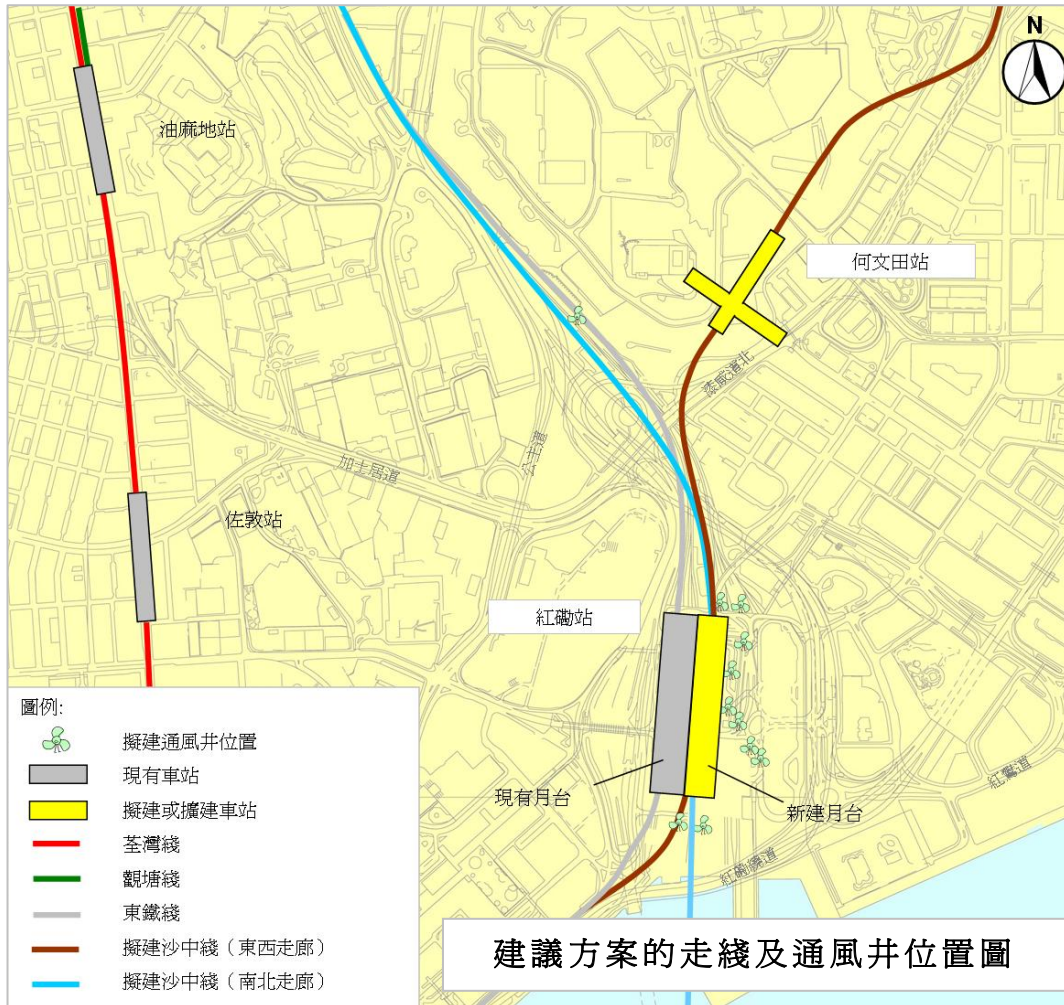 N
油麻地站
何文田站
漆咸道北
公主道
加士居道
佐敦站
紅磡站
現有月台
新建月台
紅磡道
紅磡繞道
圖例:
擬建通風井位置
現有車站
擬建或擴建車站
荃灣綫
觀塘綫
東鐵綫
擬建沙中綫（東西走廊）
擬建沙中綫（南北走廊）
建議方案的走綫及通風井位置圖